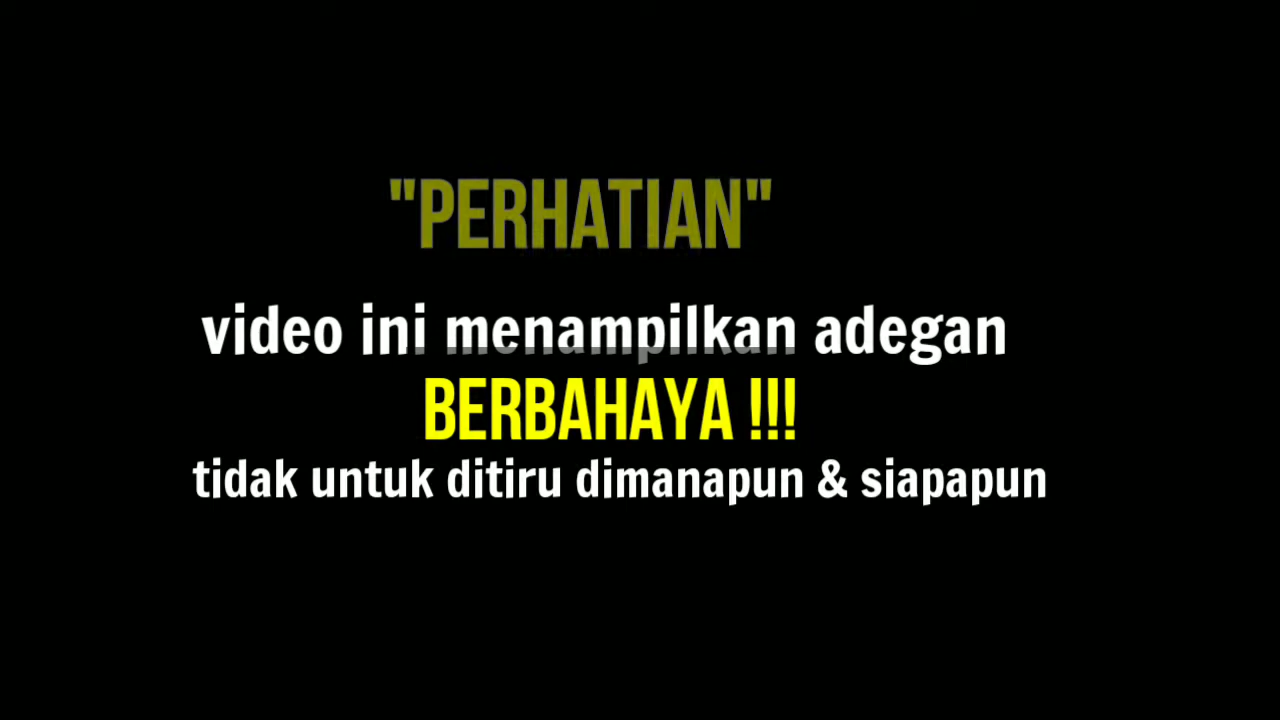 "PERHATIAN"
video ini menampilkan adegan
BERBAHAYA !!!
tidak untuk ditiru dimanapun & siapapun